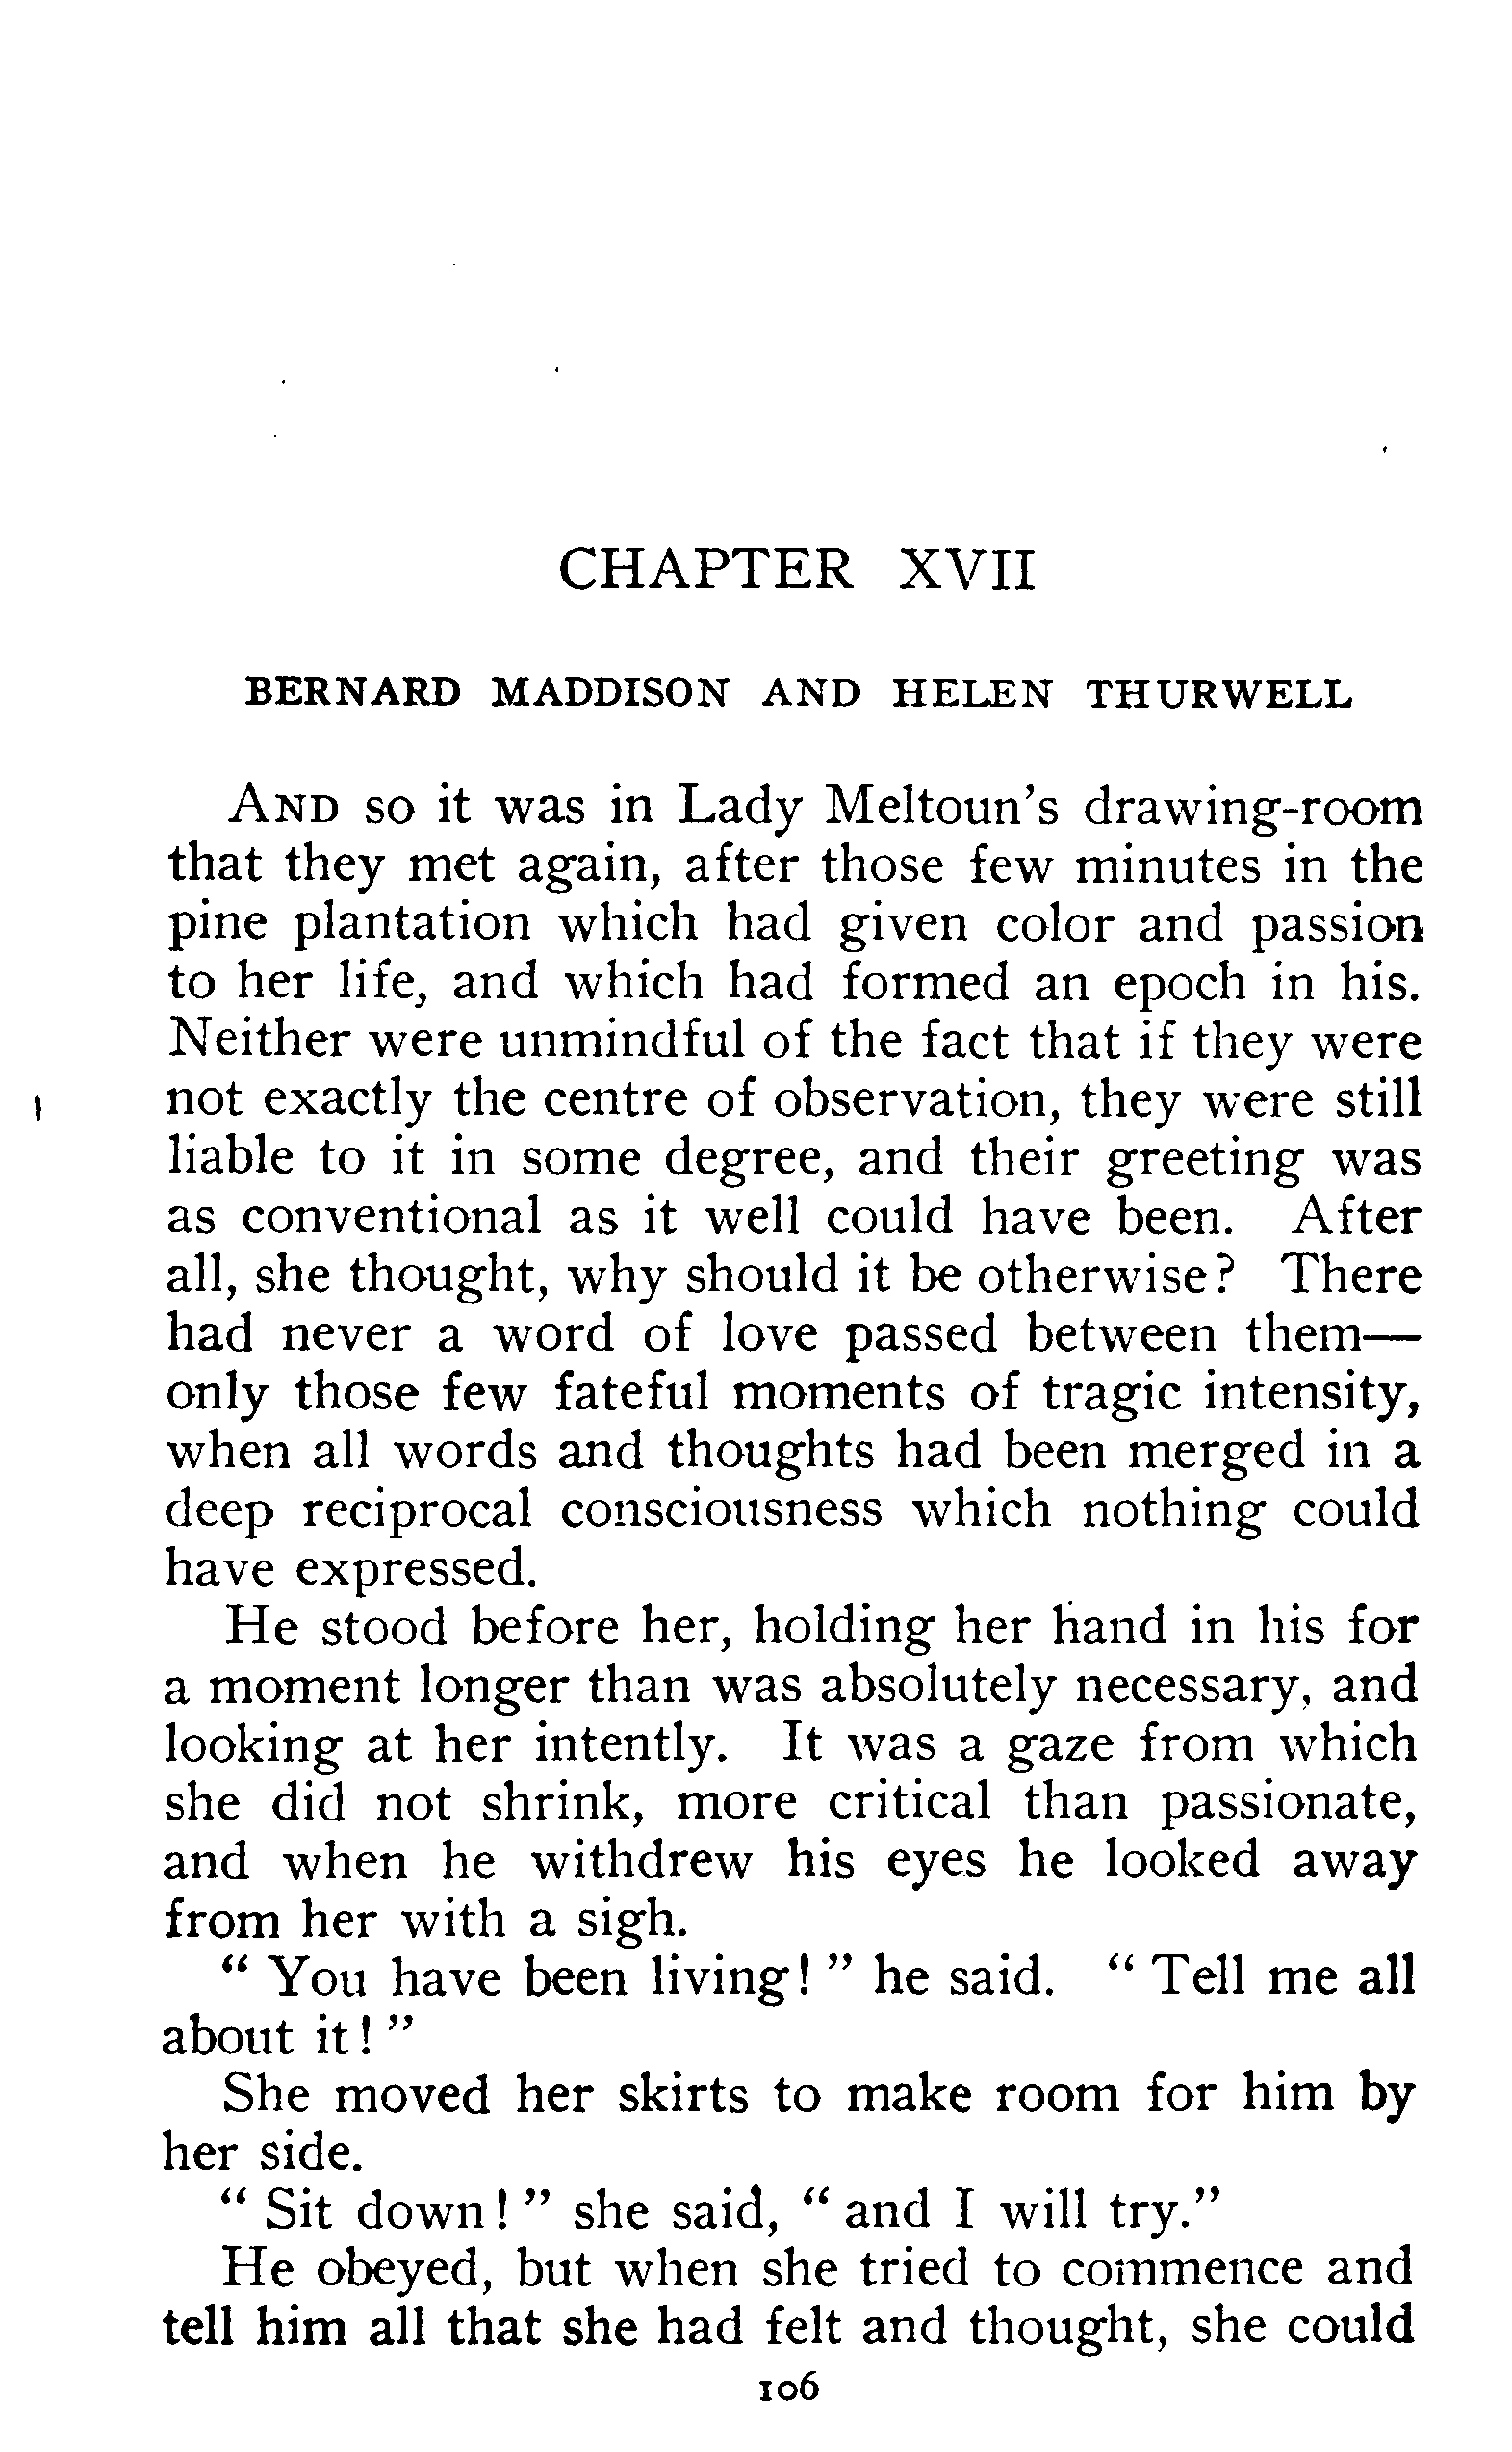 CHAPTER XVII
BERNARD MADDISON AND HELEN THURWELL
AND so it was in Lady Meltoun's drawing-room
that they met again, after those few minutes in the
pine plantation which had given color and passion
to her life, and which had formed an epoch in his.
Neither were unmindful of the fact that if they were
not exactly the centre of observation, they were still
liable to it in some degree, and their greeting was
as conventional as it well could have been. After
all, she thought, why should it be otherwise? There
had never a word of love passed between them—
only those few fateful moments of tragic intensity,
when all words and thoughts had been merged in a
deep reciprocal consciousness which nothing could
have expressed.
He stood before her, holding her hand in his for
a moment longer than was absolutely necessary, and
looking at her intently. It was a gaze from which
she did not shrink, more critical than passionate,
and when he withdrew his eyes he looked away
from her with a sigh.
“ You have been living! ” he said. “ Tell me all
about it! ”
She moved her skirts to make room for him by
her side.
“ Sit down! ” she said, “ and I will try.”
He obeyed, but when she tried to commence and
tell him all that she had felt and thought, she could
106